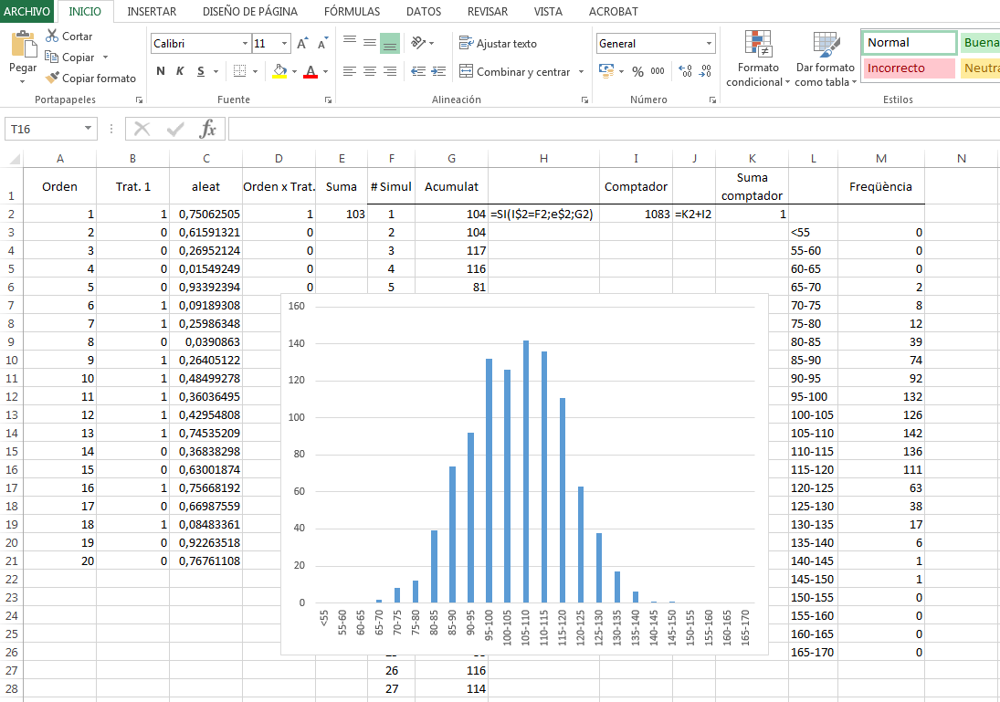 ARCHIVO INICIO INSERTAR DISEÑO DE PÁGINA FÓRMULAS DATOS REVISAR VISTA ACROBAT
Pegar
Cortar
Copiar
Copiar formato
Portapapeles
Calibri 11
N K S
Fuente
Ajustar texto
Combinar y centrar
Alineación
General
% 000
Número
Formato condicional
Dar formato como tabla
Normal Buena
Incorrecto Neutra
Estilos
T16 fx
A B C D E F G H I J K L M N
1 Orden Trat. 1 aleat Orden x Trat. Suma # Simul Acumulat Comptador Suma comptador Freqüència
2 1 1 0,75062505 1 103 1 104 =SI(I$2=F2;e$2;G2) 1083 =K2+I2 1
3 2 0 0,61591321 0 2 104 <55 0
4 3 0 0,26952124 0 3 117 55-60 0
5 4 0 0,01549249 0 4 116 60-65 0
6 5 0 0,93392394 0 5 81 65-70 2
7 6 1 0,09189308 70-75 8
8 7 1 0,25986348 75-80 12
9 8 0 0,0390863 80-85 39
10 9 1 0,26405122 85-90 74
11 10 1 0,48499278 90-95 92
12 11 1 0,36036495 95-100 132
13 12 1 0,42954808 100-105 126
14 13 1 0,74535209 105-110 142
15 14 0 0,36838298 110-115 136
16 15 0 0,63001874 115-120 111
17 16 1 0,75668192 120-125 63
18 17 0 0,66987559 125-130 38
19 18 1 0,08483361 130-135 17
20 19 0 0,92263518 135-140 6
21 20 0 0,76761108 140-145 1
22 145-150 1
23 150-155 0
24 155-160 0
25 160-165 0
26 165-170 0
27 26 116
28 27 114
160
140
120
100
80
60
40
20
0
<55 55-60 60-65 65-70 70-75 75-80 80-85 85-90 90-95 95-100 100-105 105-110 110-115 115-120 120-125 125-130 130-135 135-140 140-145 145-150 150-155 155-160 160-165 165-170